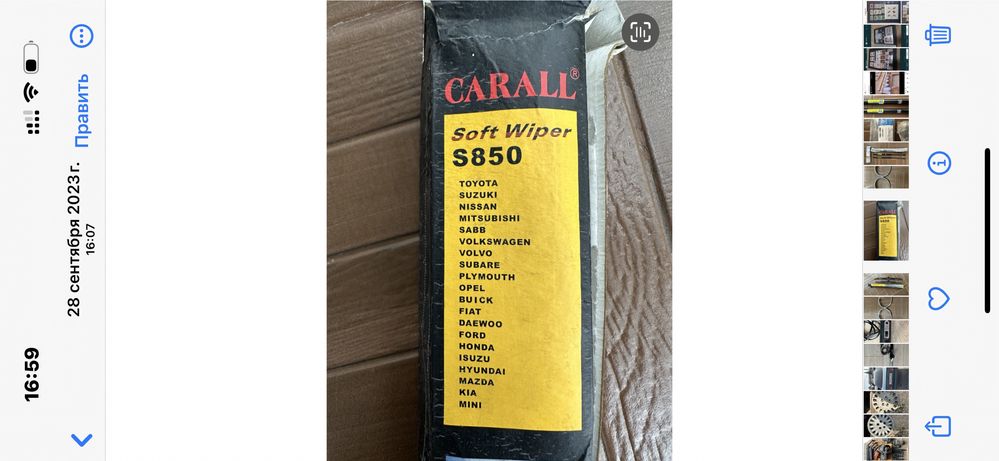 16:59
28 сентября 2023 г.
16:07
Править
CARALL®
Soft Wiper
S850
TOYOTA
SUZUKI
NISSAN
MITSUBISHI
SABB
VOLKSWAGEN
VOLVO
SUBARE
PLYMOUTH
OPEL
BUICK
FIAT
DAEWOO
FORD
HONDA
ISUZU
HYUNDAI
MAZDA
KIA
MINI